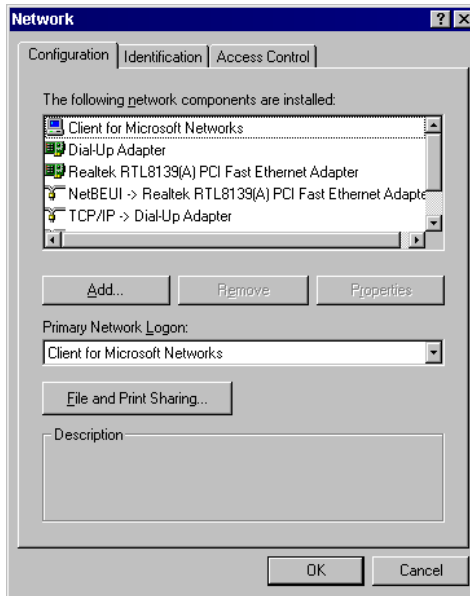 Network
Configuration Identification Access Control
The following network components are installed:
Client for Microsoft Networks
Dial-Up Adapter
Realtek RTL8139(A) PCI Fast Ethernet Adapter
NetBEUI -> Realtek RTL8139(A) PCI Fast Ethernet Adapte
TCP/IP -> Dial-Up Adapter
Add... Remove Properties
Primary Network Logon:
Client for Microsoft Networks
File and Print Sharing...
Description
OK Cancel